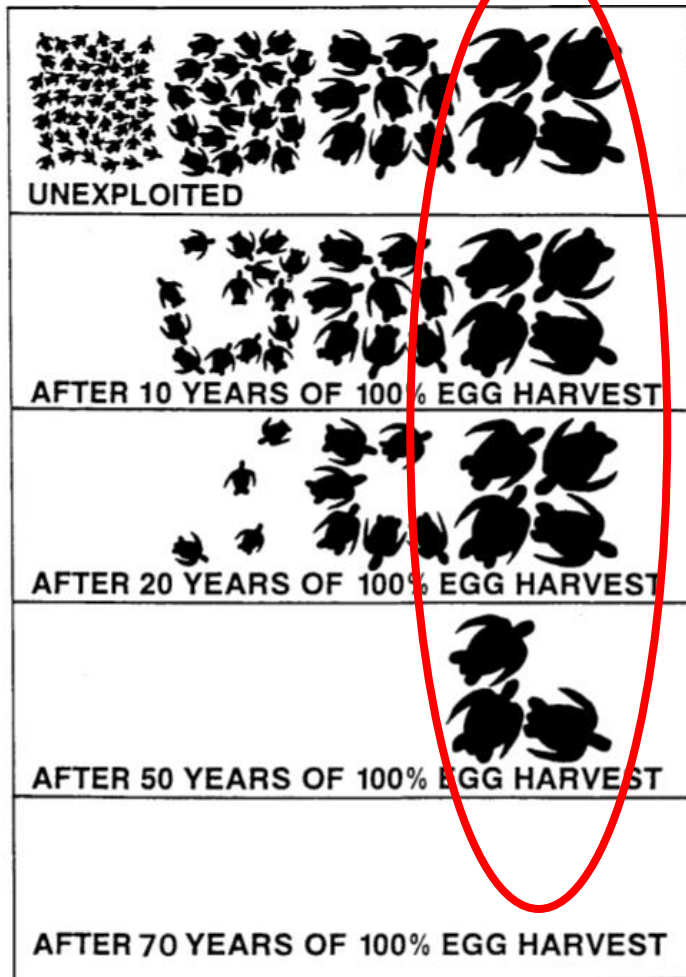 UNEXPLOITED
AFTER 10 YEARS OF 100% EGG HARVEST
AFTER 20 YEARS OF 100% EGG HARVEST
AFTER 50 YEARS OF 100% EGG HARVEST
AFTER 70 YEARS OF 100% EGG HARVEST